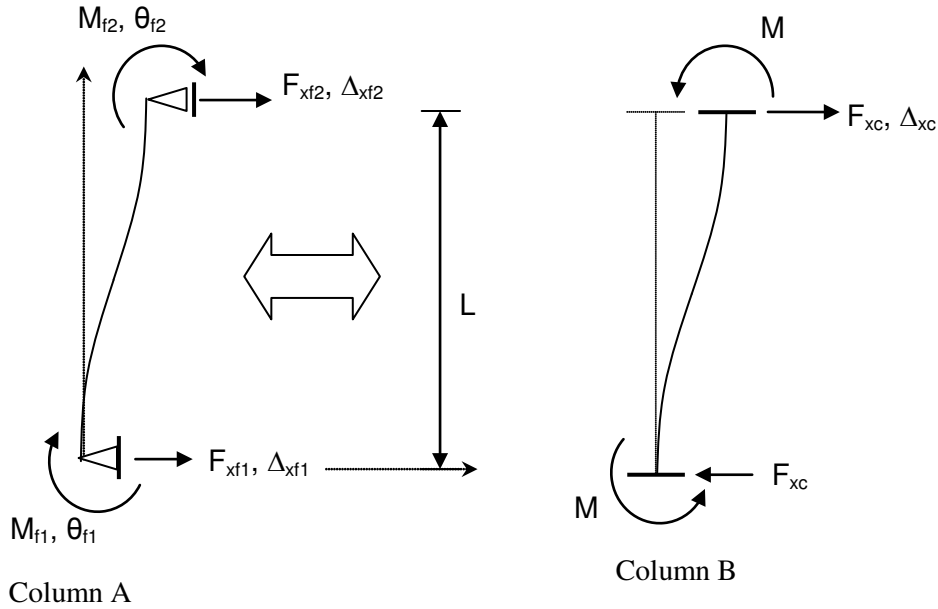 M_f2, θ_f2
F_xf2, Δ_xf2
F_xf1, Δ_xf1
M_f1, θ_f1
Column A
L
M
F_xc, Δ_xc
F_xc
M
Column B